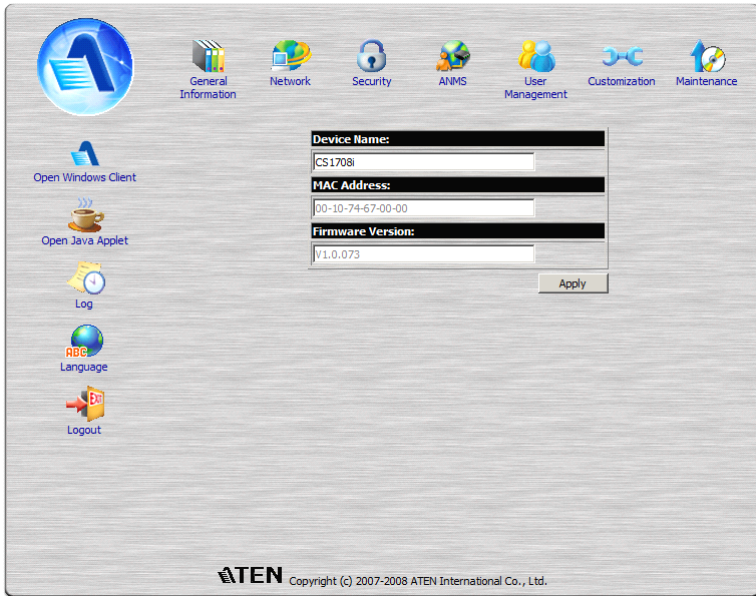 General Information
Network
Security
ANMS
User Management
Customization
Maintenance
Open Windows Client
Open Java Applet
Log
ABC
Language
EXIT
Logout
Device Name:
CS1708i
MAC Address:
00-10-74-67-00-00
Firmware Version:
V1.0.073
Apply
ATEN Copyright (c) 2007-2008 ATEN International Co., Ltd.